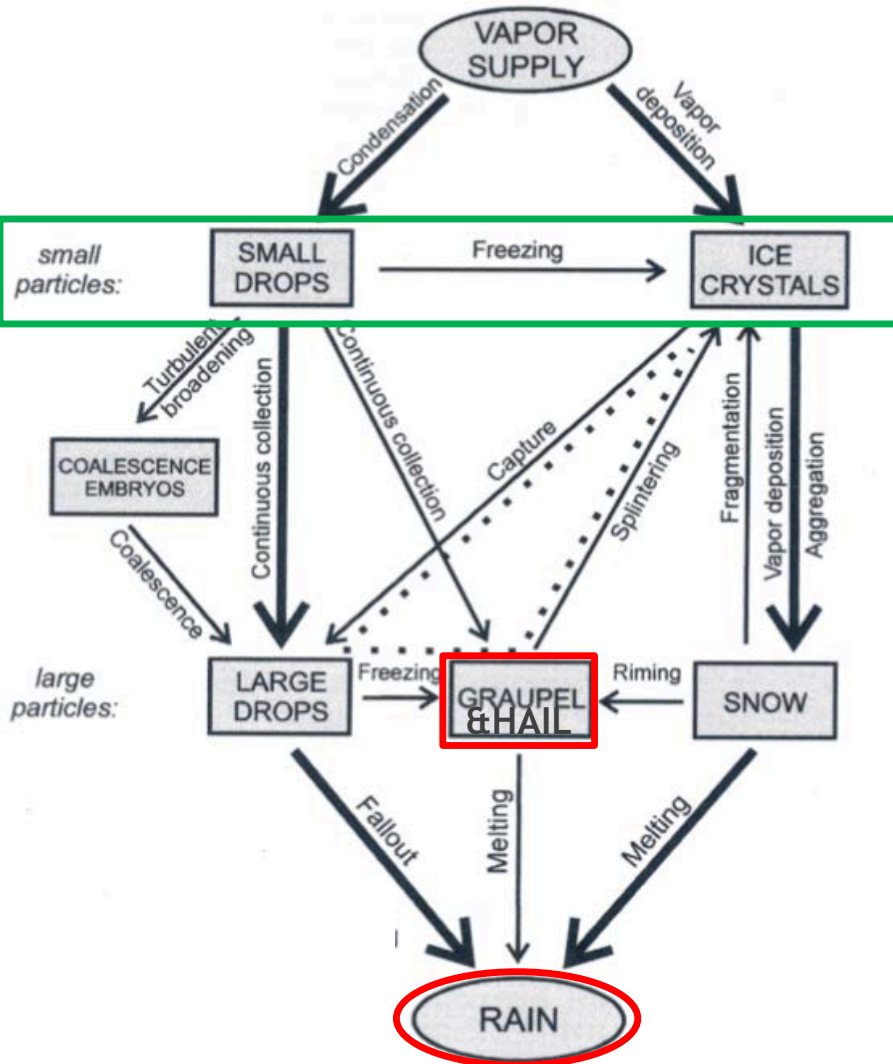 VAPOR
SUPPLY
Condensation
Vapor
deposition
small
particles:
SMALL
DROPS
Freezing
ICE
CRYSTALS
Turbulent
broadening
Continuous collection
Continuous collection
Capture
Splintering
Fragmentation
Vapor deposition
Aggregation
COALESCENCE
EMBRYOS
Coalescence
large
particles:
LARGE
DROPS
Freezing
GRAUPEL
&HAIL
Riming
SNOW
Fallout
Melting
Melting
RAIN